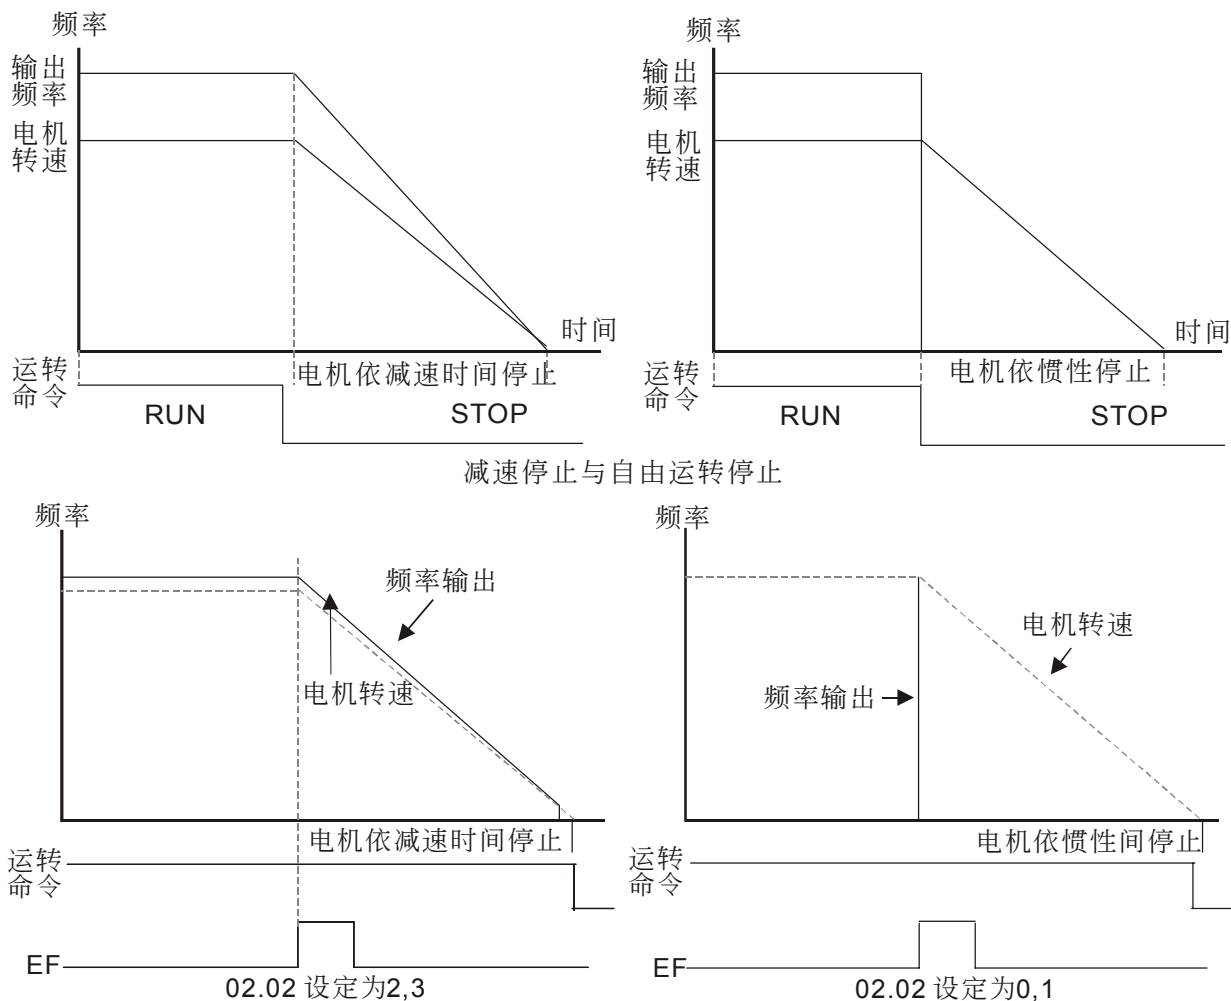 频率
输出
频率
电机
转速
时间
运转
命令
电机依减速时间停止
RUN
STOP
频率
输出
频率
电机
转速
时间
运转
命令
电机依惯性停止
RUN
STOP
减速停止与自由运转停止
频率
频率输出
电机转速
电机依减速时间停止
运转
命令
EF
02.02 设定为2,3
频率
电机转速
频率输出
电机依惯性间停止
运转
命令
EF
02.02 设定为0,1